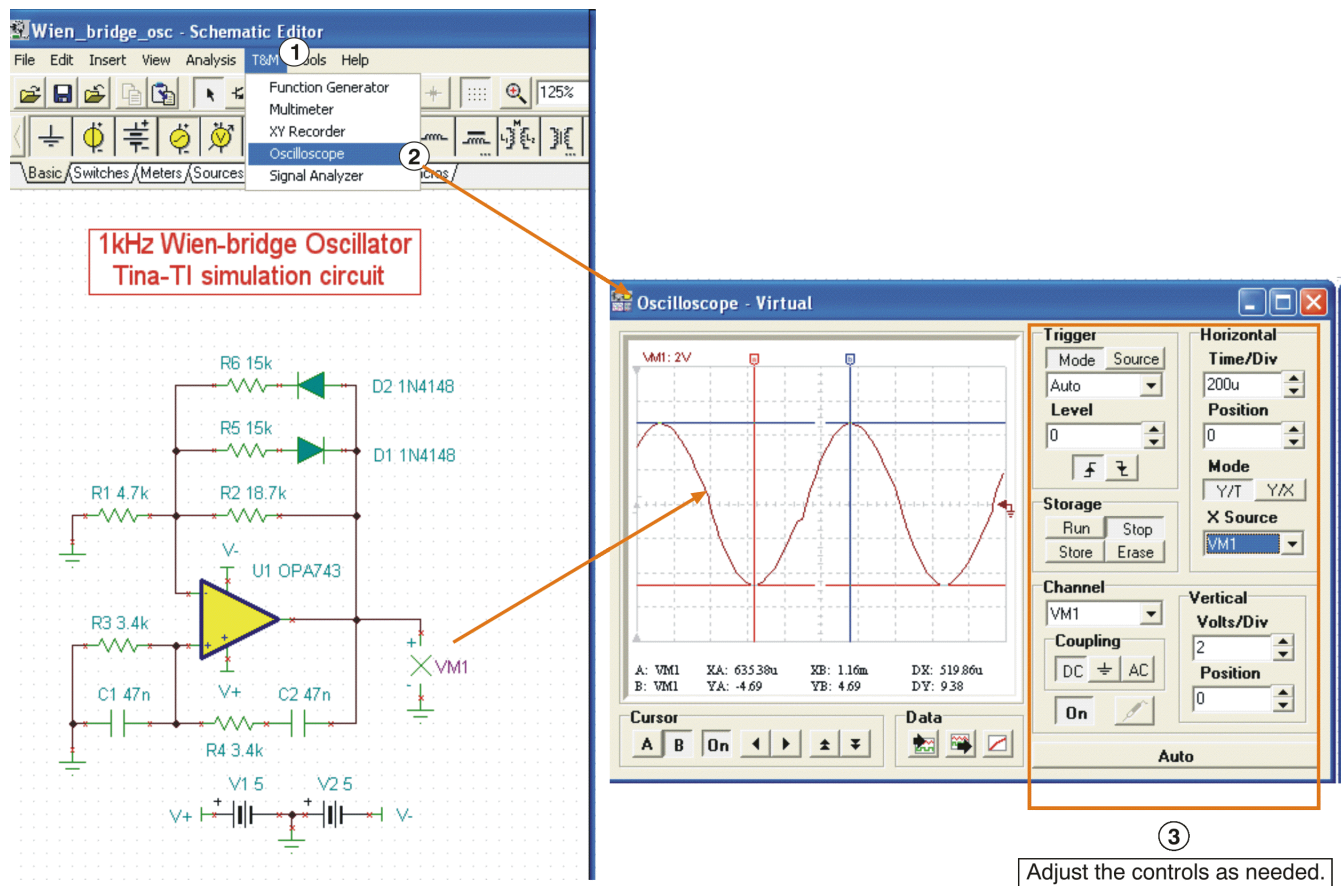 Wien_bridge_osc - Schematic Editor
File Edit Insert View Analysis T&M ols Help
1
125%
Function Generator
Multimeter
XY Recorder
Oscilloscope
Signal Analyzer
2
Basic Switches Meters Sources
1kHz Wien-bridge Oscillator
Tina-TI simulation circuit
R6 15k
D2 1N4148
R5 15k
D1 1N4148
R1 4.7k
R2 18.7k
V-
U1 OPA743
R3 3.4k
V+
VM1
C1 47n
C2 47n
R4 3.4k
V1 5
V2 5
V+
V-
Oscilloscope - Virtual
VM1: 2V
A: VM1 XA: 635.38u XB: 1.16m DX: 519.86u
B: VM1 YA: -4.69 YB: 4.69 DY: 9.38
Cursor
A B On
Data
Trigger
Mode Source
Auto
Level
0
Storage
Run Stop
Store Erase
Horizontal
Time/Div
200u
Position
0
Mode
Y/T Y/X
X Source
VM1
Channel
VM1
Coupling
DC AC
On
Vertical
Volts/Div
2
Position
0
Auto
3
Adjust the controls as needed.